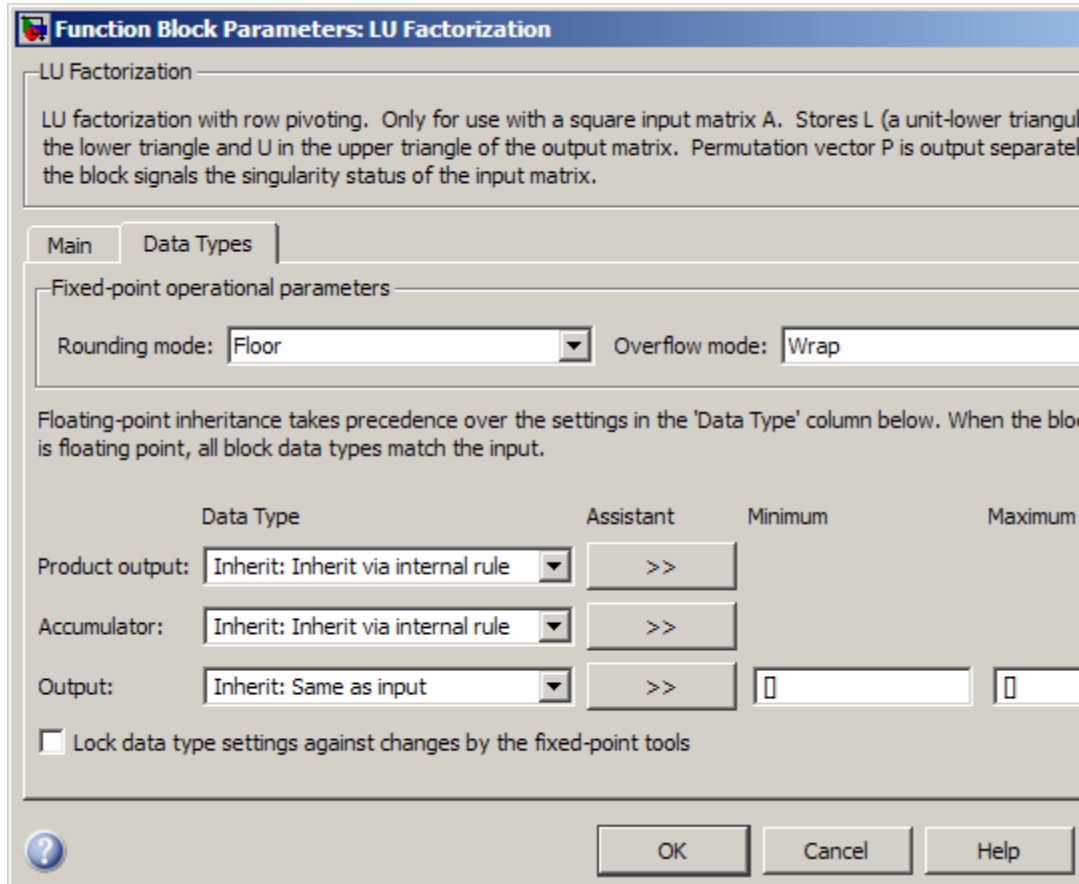 Function Block Parameters: LU Factorization
LU Factorization
LU factorization with row pivoting. Only for use with a square input matrix A. Stores L (a unit-lower triangul
the lower triangle and U in the upper triangle of the output matrix. Permutation vector P is output separatel
the block signals the singularity status of the input matrix.
Main Data Types
Fixed-point operational parameters
Rounding mode: Floor Overflow mode: Wrap
Floating-point inheritance takes precedence over the settings in the 'Data Type' column below. When the bloc
is floating point, all block data types match the input.
Data Type Assistant Minimum Maximum
Product output: Inherit: Inherit via internal rule >>
Accumulator: Inherit: Inherit via internal rule >>
Output: Inherit: Same as input >> [] []
Lock data type settings against changes by the fixed-point tools
? OK Cancel Help